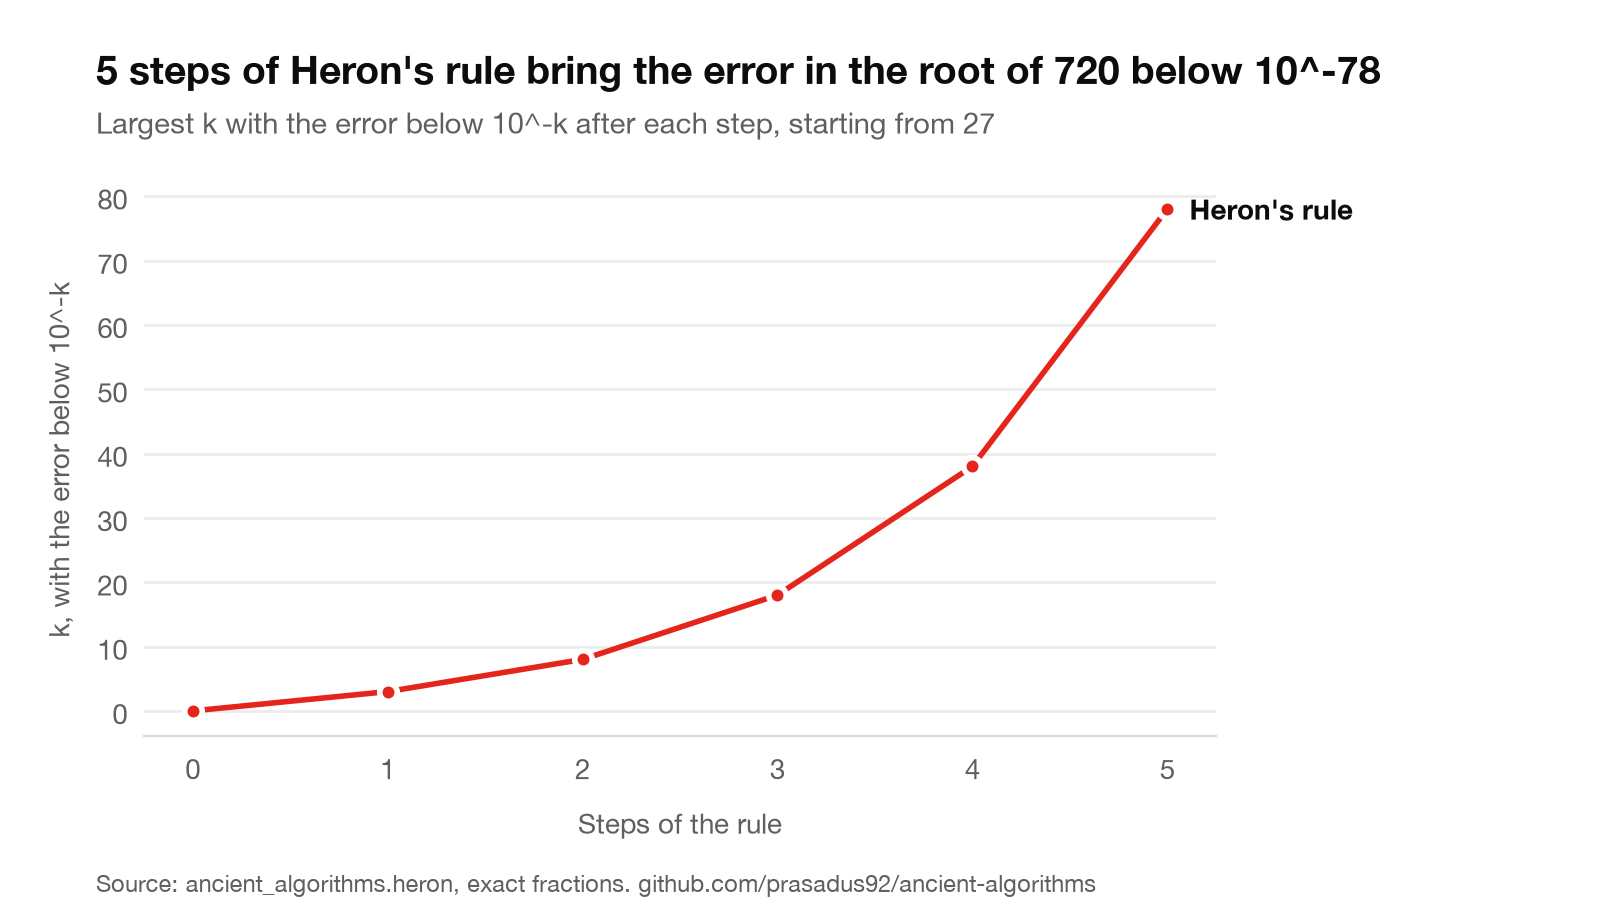 5 steps of Heron's rule bring the error in the root of 720 below 10^-78
Largest k with the error below 10^-k after each step, starting from 27
k, with the error below 10^-k
80
70
60
50
40
30
20
10
0
Heron's rule
0 1 2 3 4 5
Steps of the rule
Source: ancient_algorithms.heron, exact fractions. github.com/prasadus92/ancient-algorithms